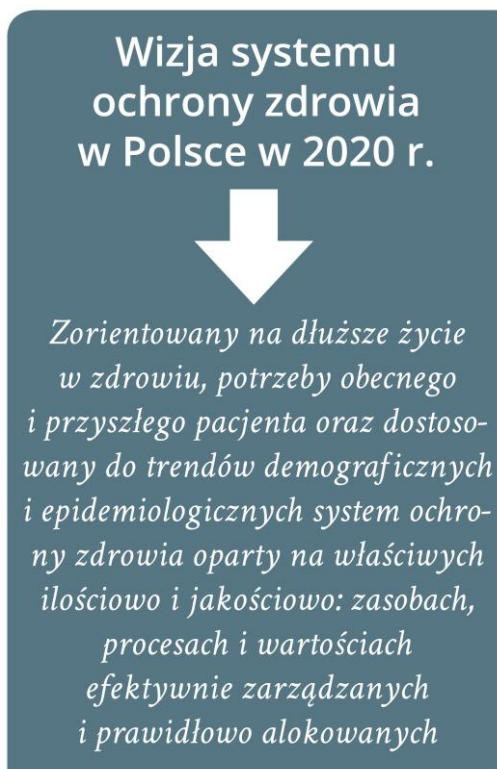 Wizja systemu
ochrony zdrowia
w Polsce w 2020 r.
Zorientowany na dłuższe życie
w zdrowiu, potrzeby obecnego
i przyszłego pacjenta oraz dostoso-
wany do trendów demograficznych
i epidemiologicznych system ochro-
ny zdrowia oparty na właściwych
ilościowo i jakościowo: zasobach,
procesach i wartościach
efektywnie zarządzanych
i prawidłowo alokowanych